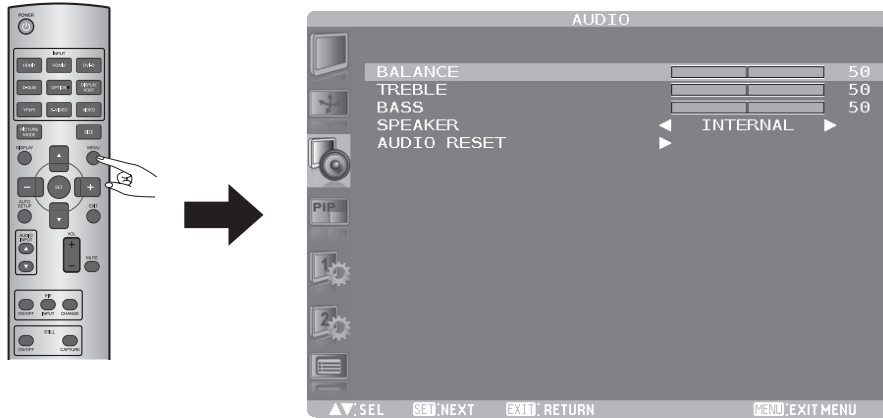 POWER
INPUT
HDMI1 HDMI2 DVI-D
D-SUB OPTION DISPLAY PORT
YPbPr S-VIDEO VIDEO
PICTURE MODE SIZE
DISPLAY MENU
− SET +
AUTO SETUP EXIT
AUDIO INPUT VOL + −
MUTE
PIP
ON/OFF INPUT CHANGE
STILL
ON/OFF CAPTURE
AUDIO
BALANCE 50
TREBLE 50
BASS 50
SPEAKER ◀ INTERNAL ▶
AUDIO RESET ▶
PIP
1
2
▲▼:SEL SET:NEXT EXIT:RETURN MENU:EXIT MENU